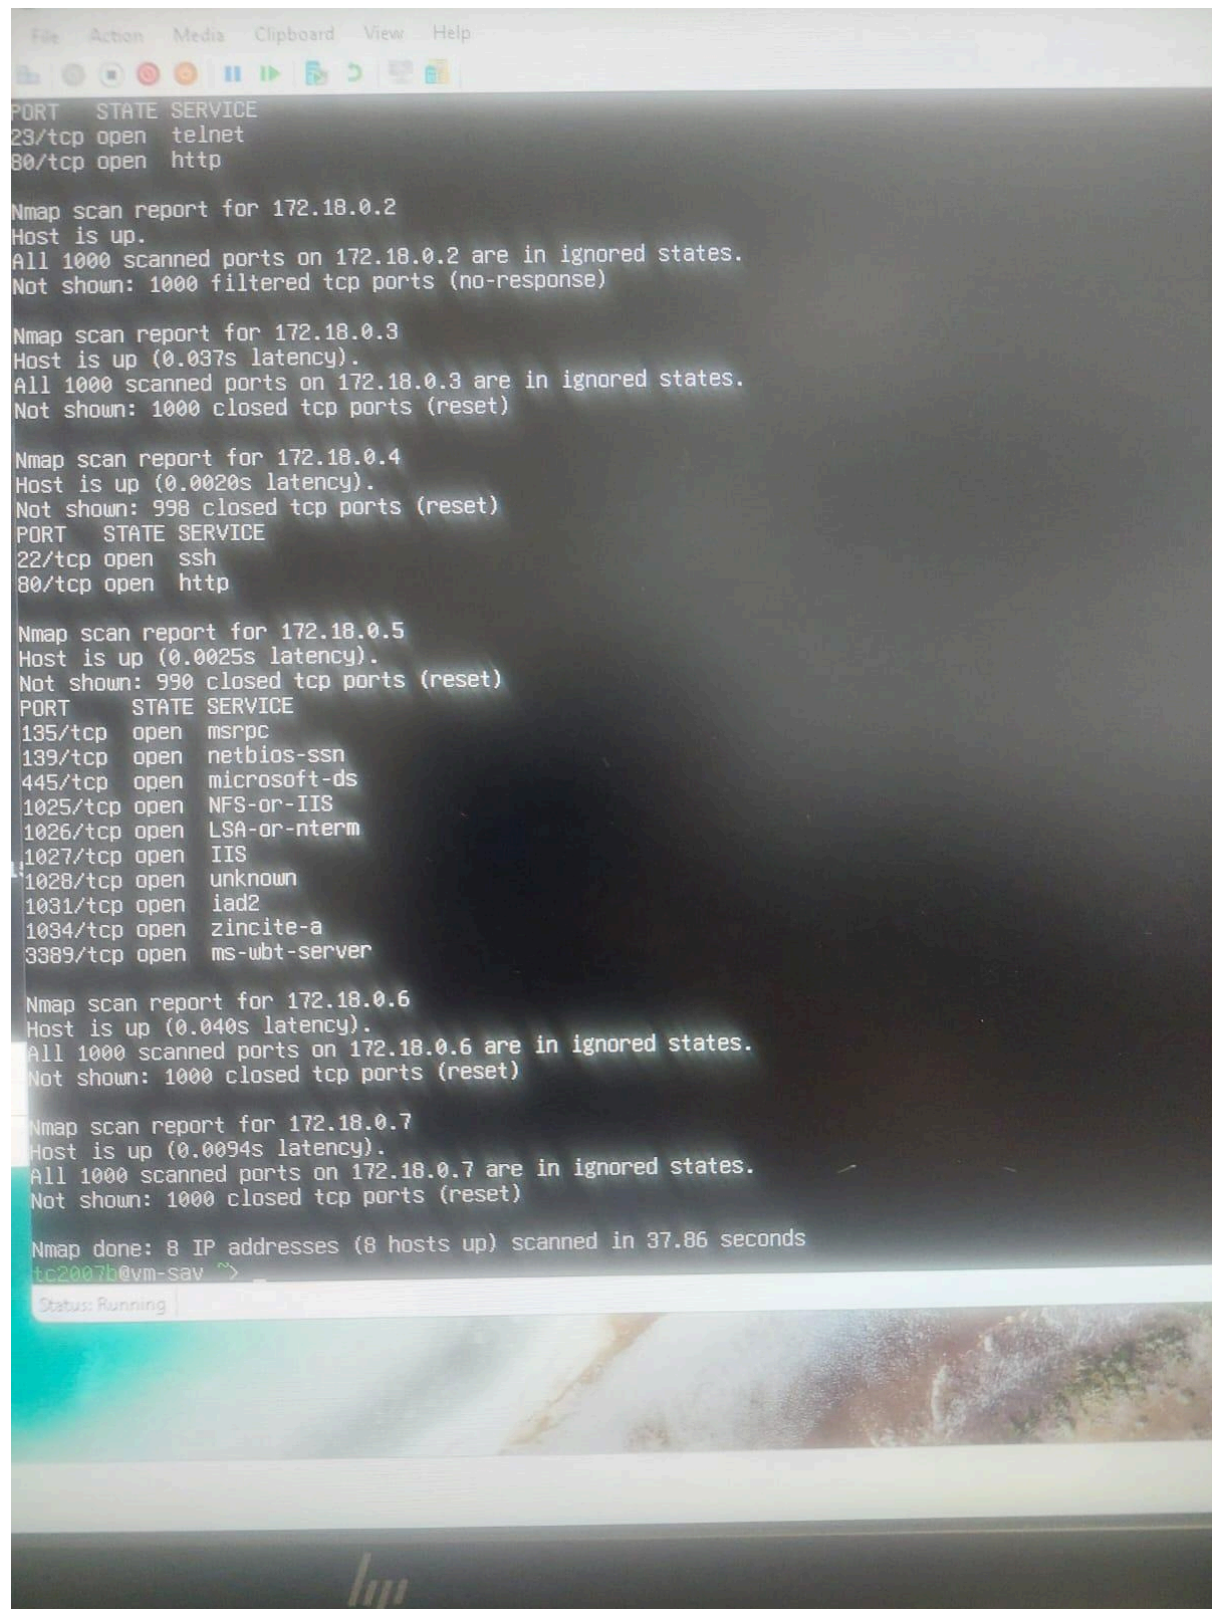 File Action Media Clipboard View Help
PORT STATE SERVICE
23/tcp open telnet
80/tcp open http
Nmap scan report for 172.18.0.2
Host is up.
All 1000 scanned ports on 172.18.0.2 are in ignored states.
Not shown: 1000 filtered tcp ports (no-response)
Nmap scan report for 172.18.0.3
Host is up (0.037s latency).
All 1000 scanned ports on 172.18.0.3 are in ignored states.
Not shown: 1000 closed tcp ports (reset)
Nmap scan report for 172.18.0.4
Host is up (0.0020s latency).
Not shown: 998 closed tcp ports (reset)
PORT STATE SERVICE
22/tcp open ssh
80/tcp open http
Nmap scan report for 172.18.0.5
Host is up (0.0025s latency).
Not shown: 990 closed tcp ports (reset)
PORT STATE SERVICE
135/tcp open msrpc
139/tcp open netbios-ssn
445/tcp open microsoft-ds
1025/tcp open NFS-or-IIS
1026/tcp open LSA-or-nterm
1027/tcp open IIS
1028/tcp open unknown
1031/tcp open iad2
1034/tcp open zincite-a
3389/tcp open ms-wbt-server
Nmap scan report for 172.18.0.6
Host is up (0.040s latency).
All 1000 scanned ports on 172.18.0.6 are in ignored states.
Not shown: 1000 closed tcp ports (reset)
Nmap scan report for 172.18.0.7
Host is up (0.0094s latency).
All 1000 scanned ports on 172.18.0.7 are in ignored states.
Not shown: 1000 closed tcp ports (reset)
Nmap done: 8 IP addresses (8 hosts up) scanned in 37.86 seconds
tc2007b@vm-sav ~> _
Status: Running
hp